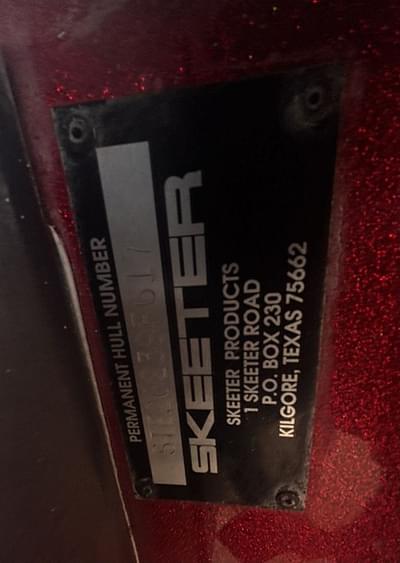 PERMANENT HULL NUMBER
SKEETER
SKEETER PRODUCTS
1 SKEETER ROAD
P.O. BOX 230
KILGORE, TEXAS 75662